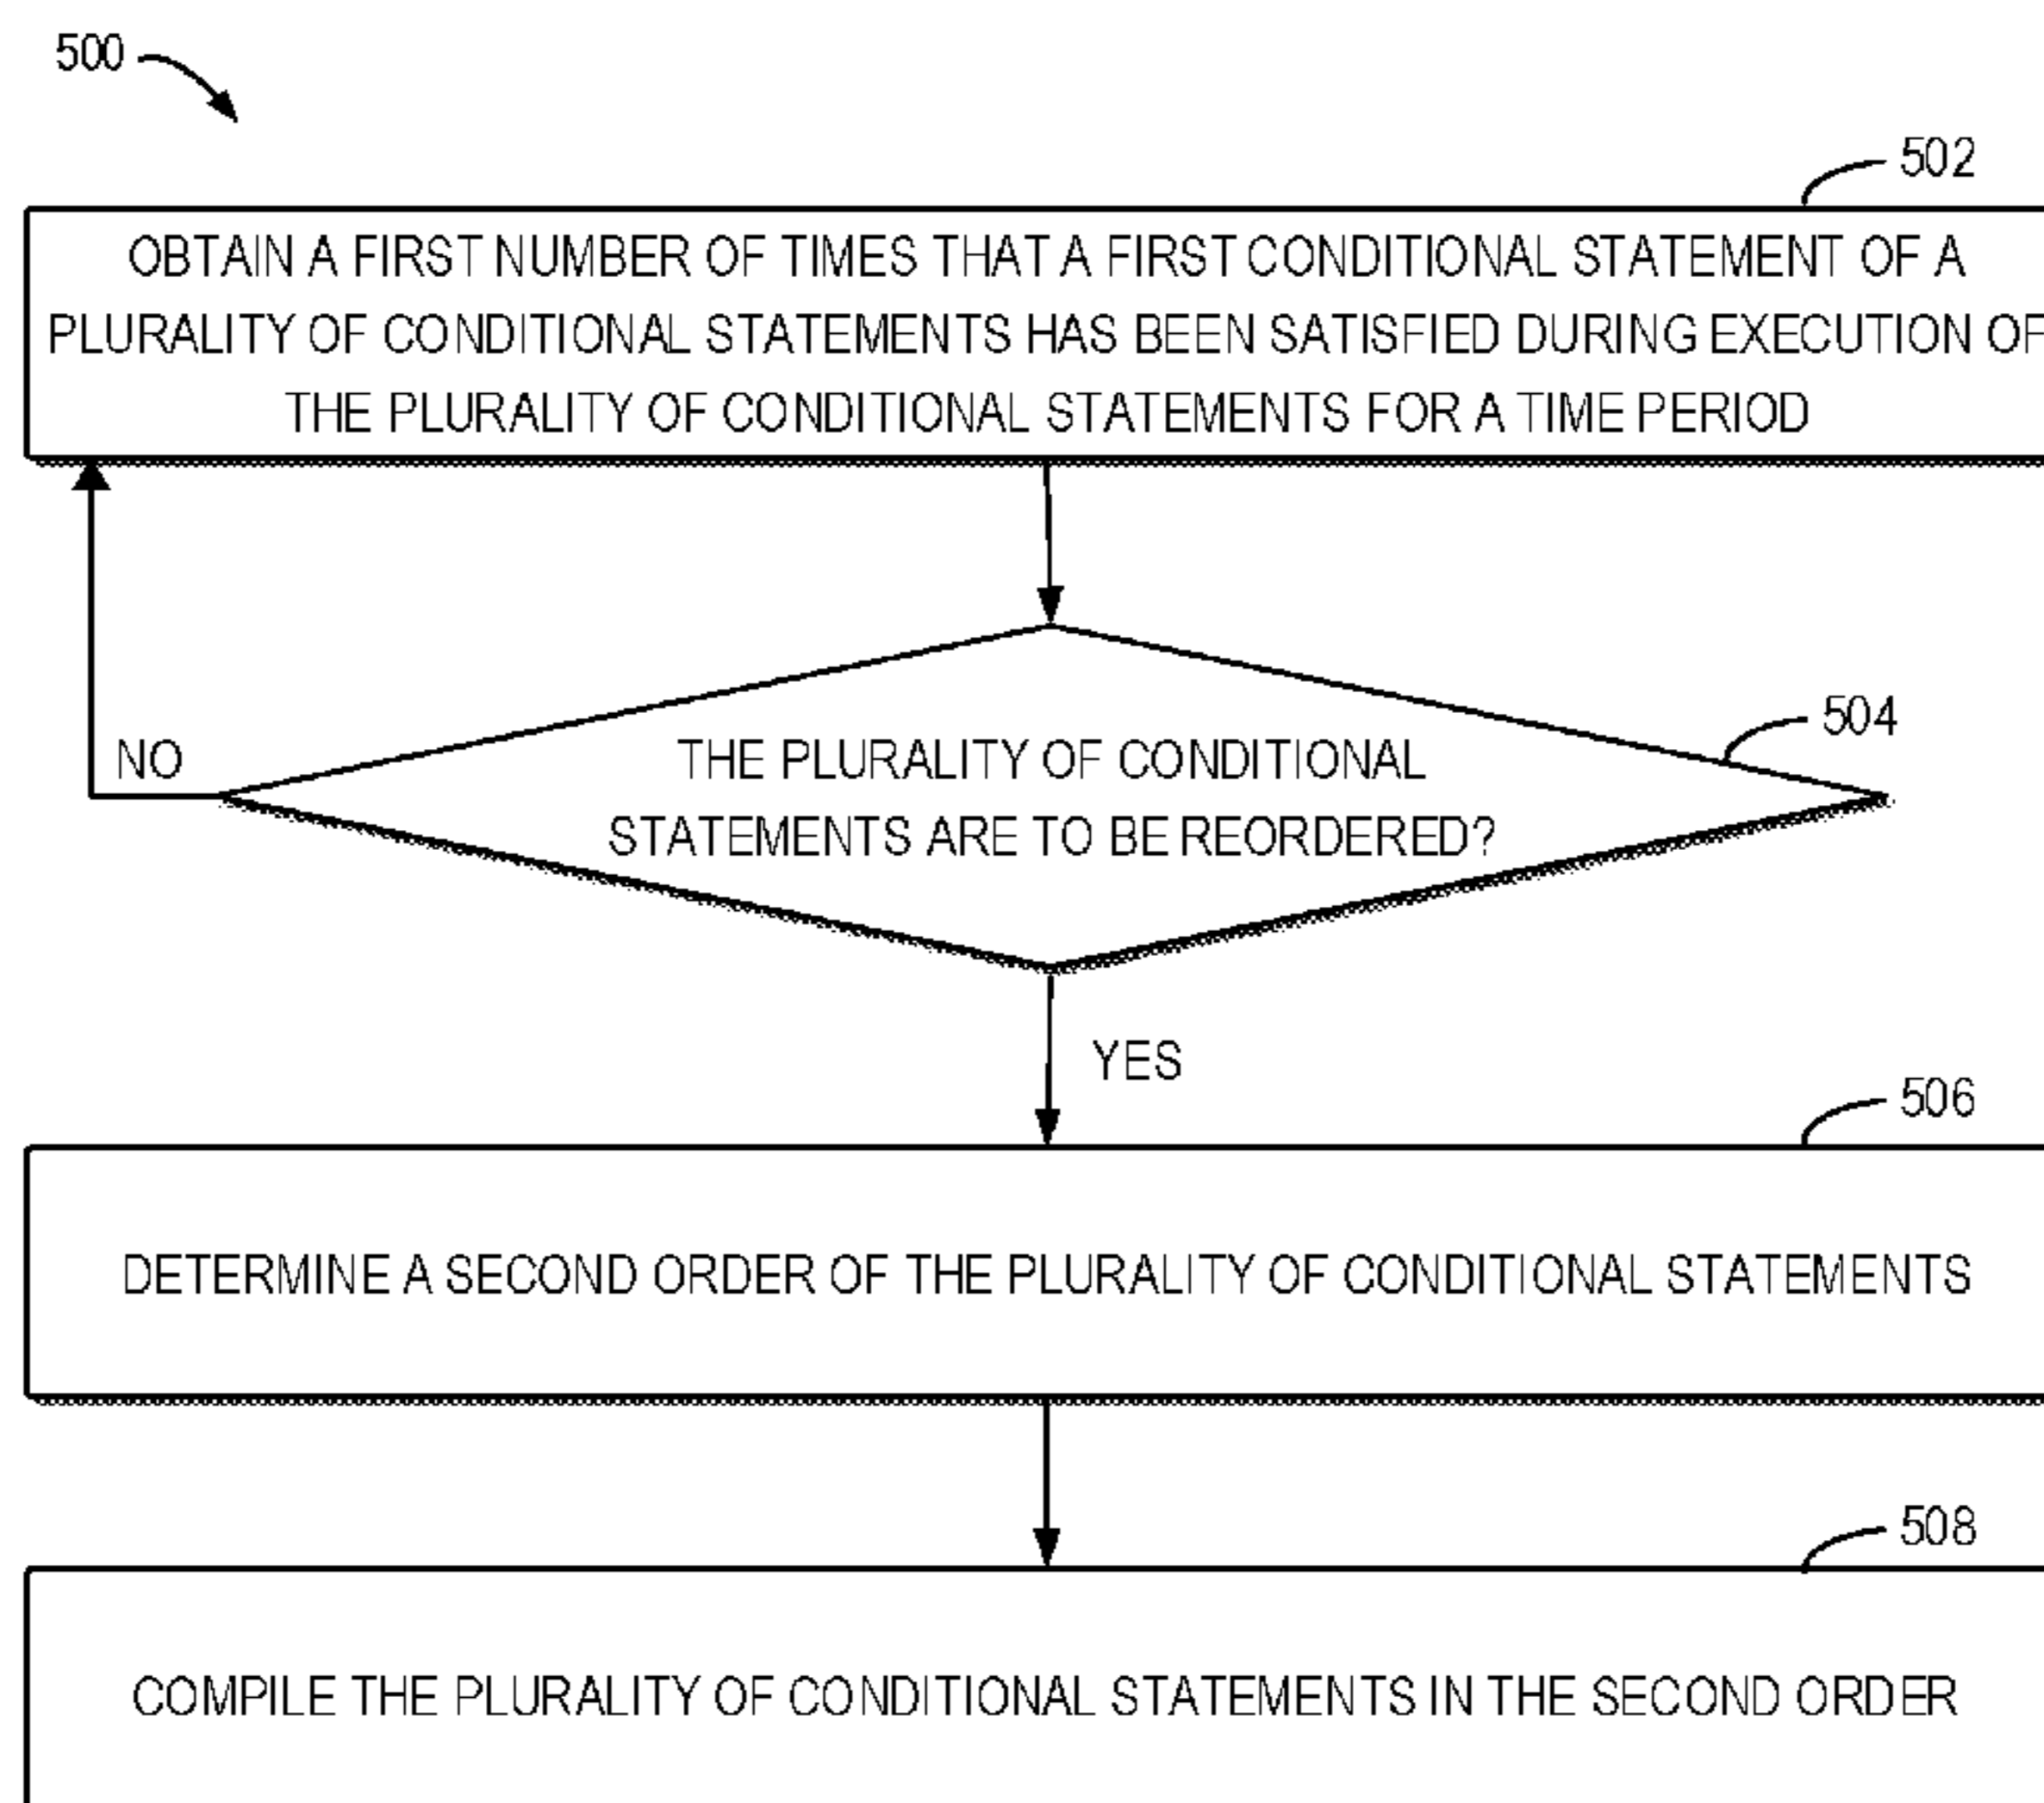 500
502
OBTAIN A FIRST NUMBER OF TIMES THAT A FIRST CONDITIONAL STATEMENT OF A
PLURALITY OF CONDITIONAL STATEMENTS HAS BEEN SATISFIED DURING EXECUTION OF
THE PLURALITY OF CONDITIONAL STATEMENTS FOR A TIME PERIOD
504
NO
THE PLURALITY OF CONDITIONAL
STATEMENTS ARE TO BE REORDERED?
YES
506
DETERMINE A SECOND ORDER OF THE PLURALITY OF CONDITIONAL STATEMENTS
508
COMPILE THE PLURALITY OF CONDITIONAL STATEMENTS IN THE SECOND ORDER